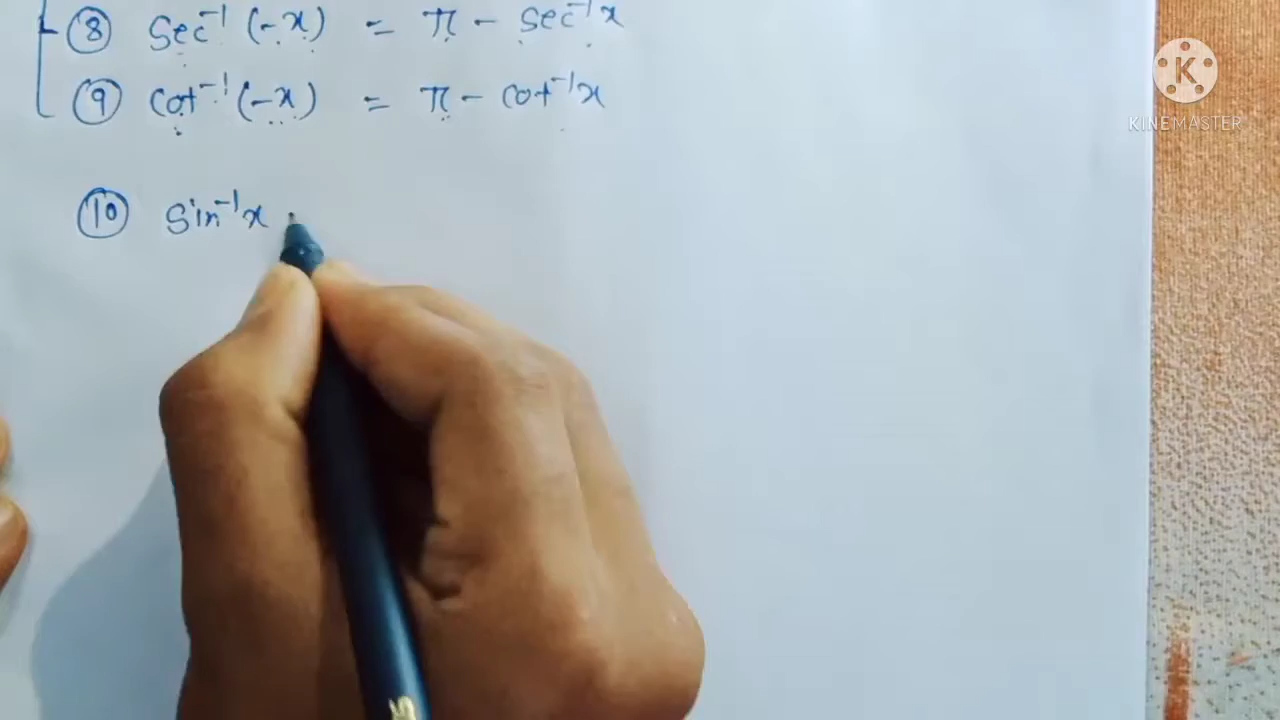 ⑧ Sec⁻¹(-x) = π - Sec⁻¹x
⑨ Cot⁻¹(-x) = π - Cot⁻¹x
⑩ Sin⁻¹x
K
KINEMASTER